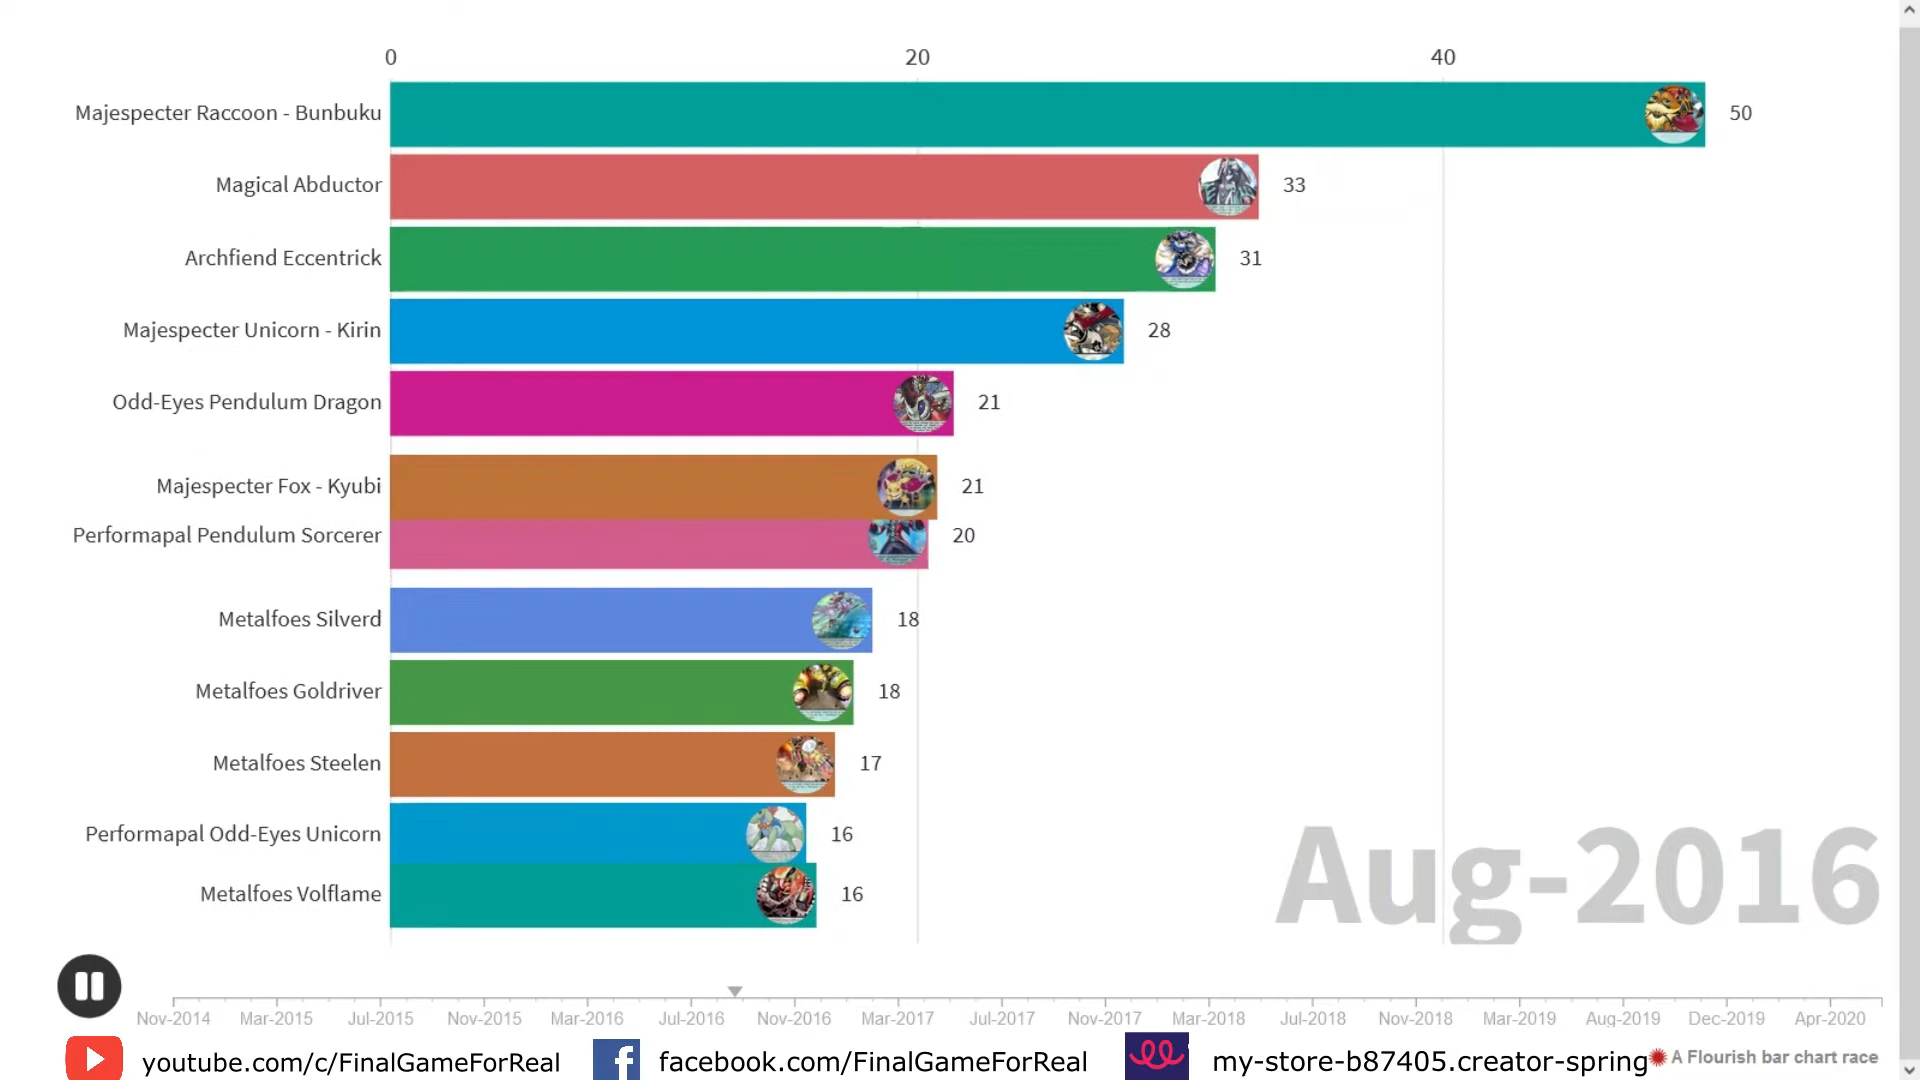 0 20 40
Majespecter Raccoon - Bunbuku 50
Magical Abductor 33
Archfiend Eccentrick 31
Majespecter Unicorn - Kirin 28
Odd-Eyes Pendulum Dragon 21
Majespecter Fox - Kyubi 21
Performapal Pendulum Sorcerer 20
Metalfoes Silverd 18
Metalfoes Goldriver 18
Metalfoes Steelen 17
Performapal Odd-Eyes Unicorn 16
Metalfoes Volflame 16
Aug-2016
Nov-2014 Mar-2015 Jul-2015 Nov-2015 Mar-2016 Jul-2016 Nov-2016 Mar-2017 Jul-2017 Nov-2017 Mar-2018 Jul-2018 Nov-2018 Mar-2019 Aug-2019 Dec-2019 Apr-2020
youtube.com/c/FinalGameForReal facebook.com/FinalGameForReal my-store-b87405.creator-spring A Flourish bar chart race